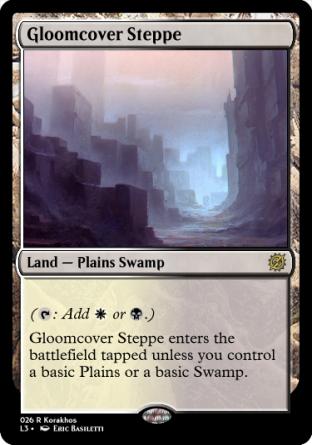 Gloomcover Steppe
Land — Plains Swamp
(: Add or .)
Gloomcover Steppe enters the
battlefield tapped unless you control
a basic Plains or a basic Swamp.
026 R Korakhos
L3 • Eric Basiletti